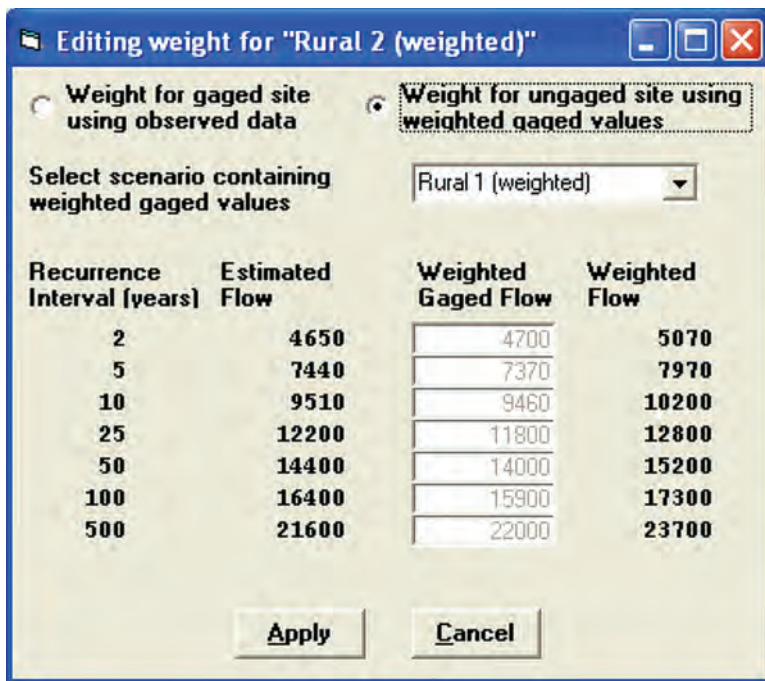 Editing weight for "Rural 2 (weighted)"
Weight for gaged site
using observed data
Weight for ungaged site using
weighted gaged values
Select scenario containing
weighted gaged values
Rural 1 (weighted)
Recurrence Estimated Weighted Weighted
Interval (years) Flow Gaged Flow Flow
2 4650 4700 5070
5 7440 7370 7970
10 9510 9460 10200
25 12200 11800 12800
50 14400 14000 15200
100 16400 15900 17300
500 21600 22000 23700
Apply Cancel